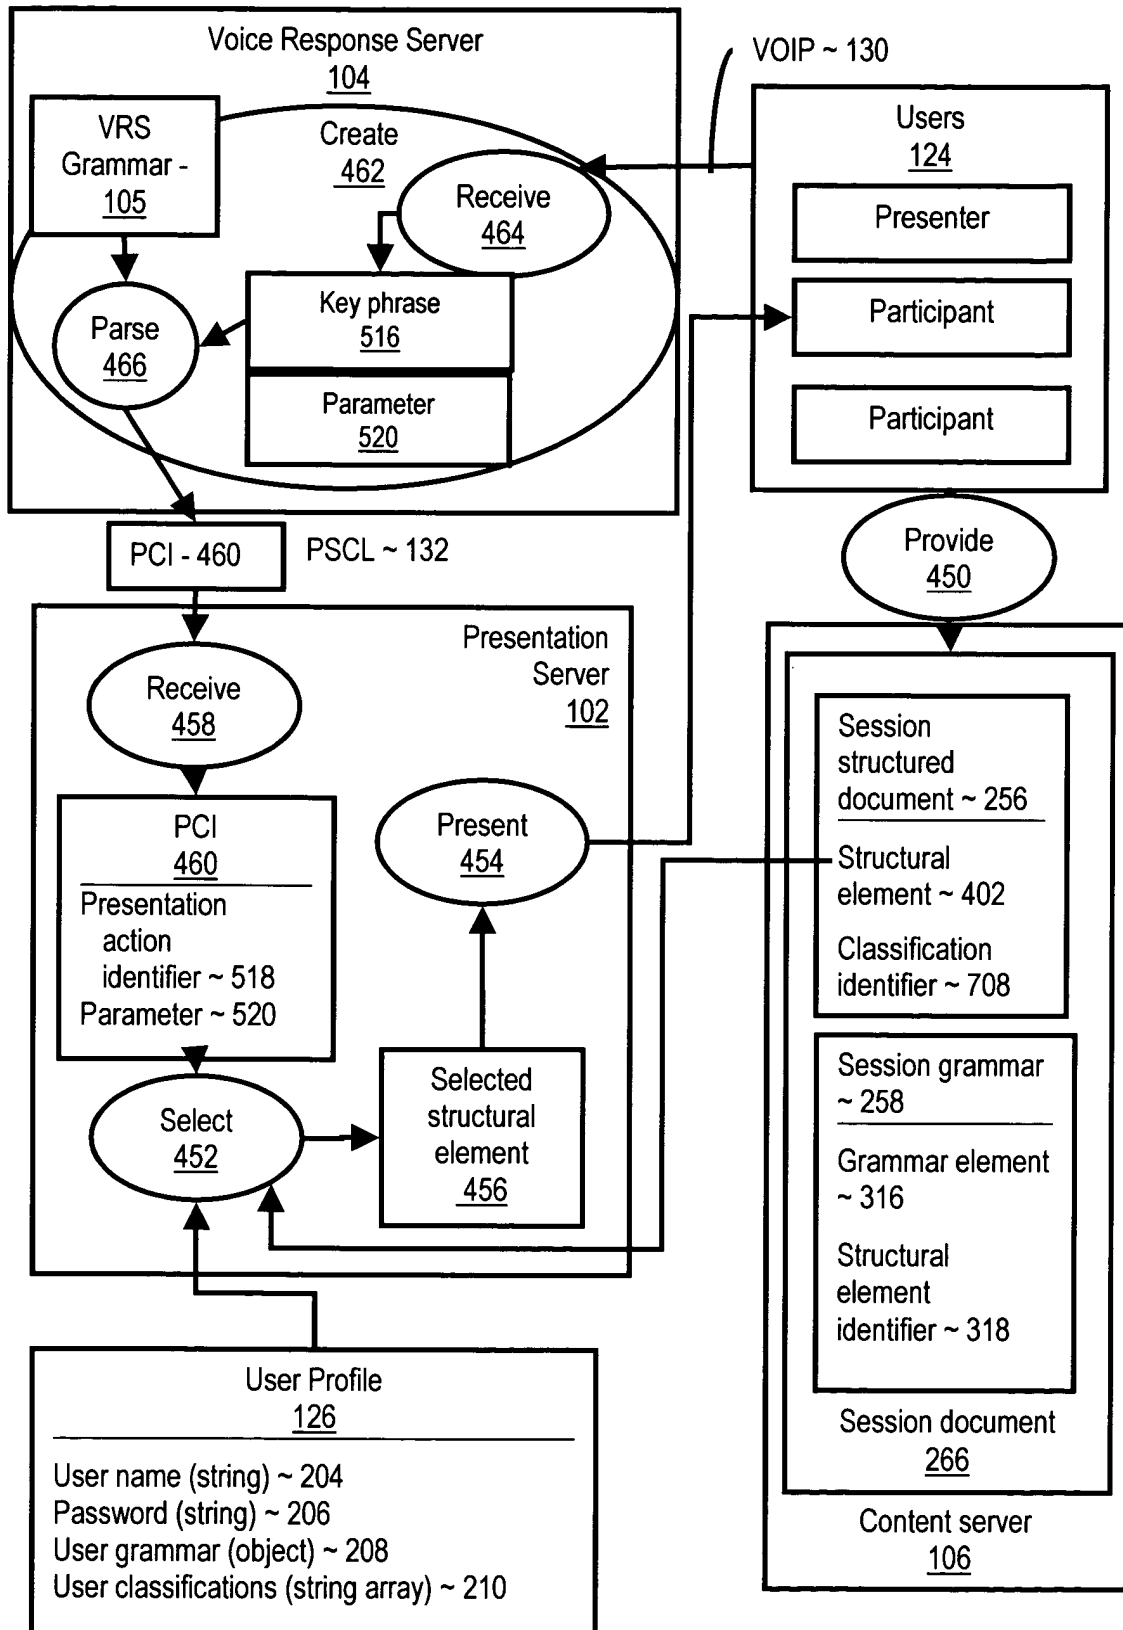 Voice Response Server
104
VRS
Grammar -
105
Create
462
Receive
464
Key phrase
516
Parameter
520
Parse
466
VOIP ~ 130
Users
124
Presenter
Participant
Participant
PCI - 460
PSCL ~ 132
Provide
450
Presentation
Server
102
Receive
458
PCI
460
Presentation
action
identifier ~ 518
Parameter ~ 520
Present
454
Select
452
Selected
structural
element
456
Session
structured
document ~ 256
Structural
element ~ 402
Classification
identifier ~ 708
Session grammar
~ 258
Grammar element
~ 316
Structural
element
identifier ~ 318
Session document
266
Content server
106
User Profile
126
User name (string) ~ 204
Password (string) ~ 206
User grammar (object) ~ 208
User classifications (string array) ~ 210